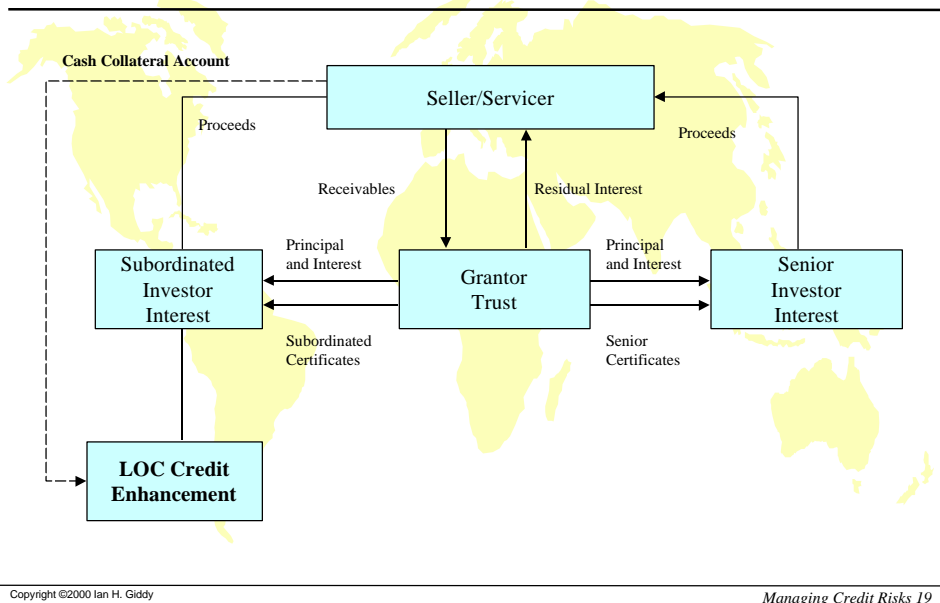 Cash Collateral Account
Seller/Servicer
Proceeds
Proceeds
Receivables
Residual Interest
Principal
and Interest
Principal
and Interest
Subordinated
Investor
Interest
Grantor
Trust
Senior
Investor
Interest
Subordinated
Certificates
Senior
Certificates
LOC Credit
Enhancement
Copyright ©2000 Ian H. Giddy
Managing Credit Risks 19